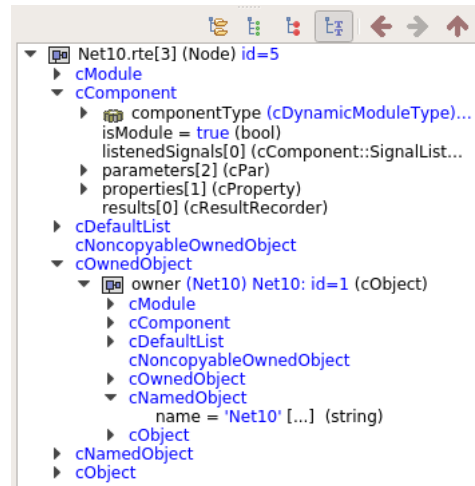 Net10.rte[3] (Node) id=5
cModule
cComponent
componentType (cDynamicModuleType)...
isModule = true (bool)
listenedSignals[0] (cComponent::SignalList...
parameters[2] (cPar)
properties[1] (cProperty)
results[0] (cResultRecorder)
cDefaultList
cNoncopyableOwnedObject
cOwnedObject
owner (Net10) Net10: id=1 (cObject)
cModule
cComponent
cDefaultList
cNoncopyableOwnedObject
cOwnedObject
cNamedObject
name = 'Net10' [...] (string)
cObject
cNamedObject
cObject